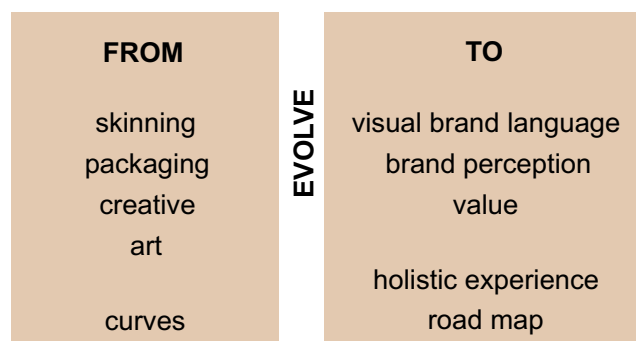 FROM
skinning
packaging
creative
art
curves
EVOLVE
TO
visual brand language
brand perception
value
holistic experience
road map